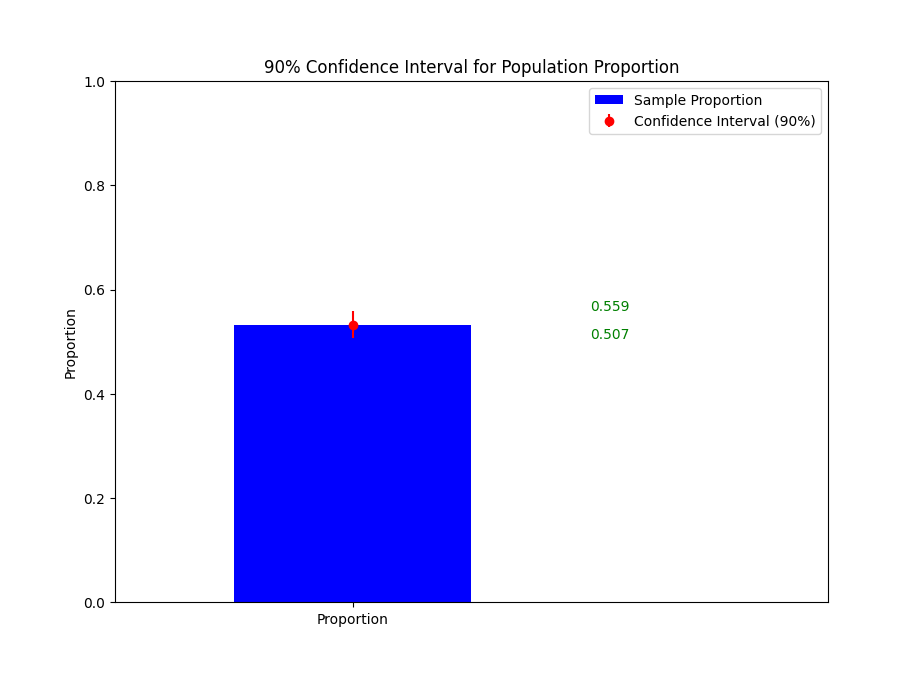 90% Confidence Interval for Population Proportion
1.0
0.8
0.6
0.4
0.2
0.0
Proportion
Sample Proportion
Confidence Interval (90%)
0.559
0.507
Proportion